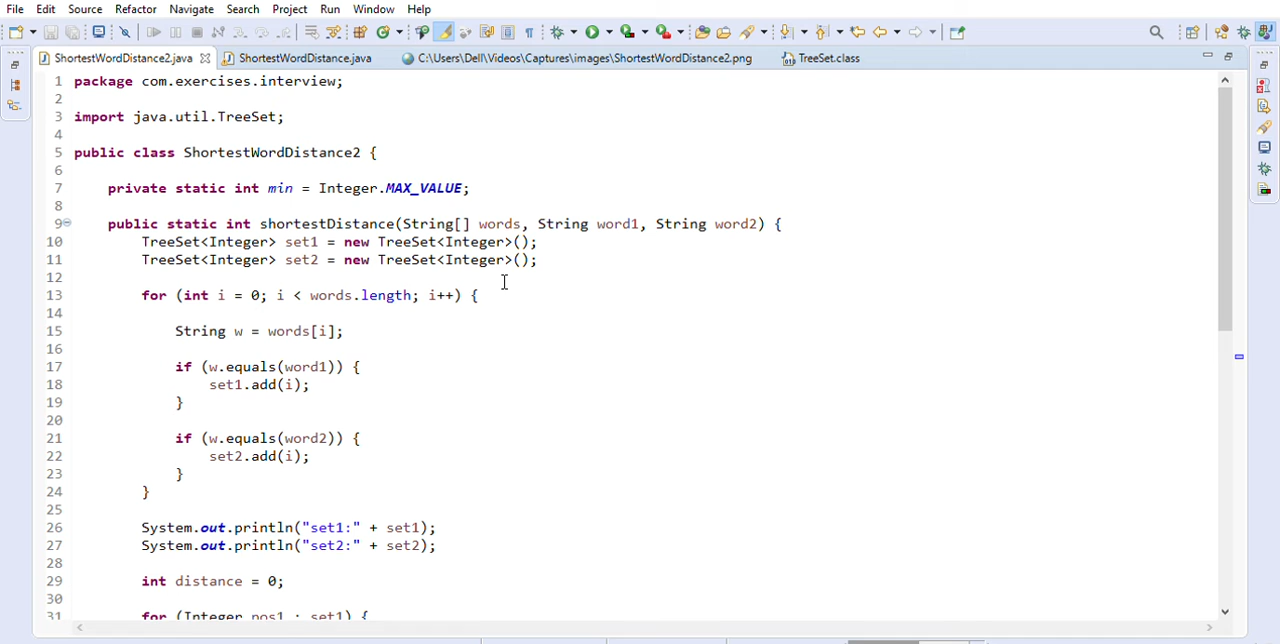 File Edit Source Refactor Navigate Search Project Run Window Help
ShortestWordDistance2.java ShortestWordDistance.java C:\Users\Dell\Videos\Captures\images\ShortestWordDistance2.png TreeSet.class
1 package com.exercises.interview;
2
3 import java.util.TreeSet;
4
5 public class ShortestWordDistance2 {
6
7 private static int min = Integer.MAX_VALUE;
8
9 public static int shortestDistance(String[] words, String word1, String word2) {
10 TreeSet<Integer> set1 = new TreeSet<Integer>();
11 TreeSet<Integer> set2 = new TreeSet<Integer>();
12
13 for (int i = 0; i < words.length; i++) {
14
15 String w = words[i];
16
17 if (w.equals(word1)) {
18 set1.add(i);
19 }
20
21 if (w.equals(word2)) {
22 set2.add(i);
23 }
24 }
25
26 System.out.println("set1:" + set1);
27 System.out.println("set2:" + set2);
28
29 int distance = 0;
30
31 for (Integer pos1 : set1) {